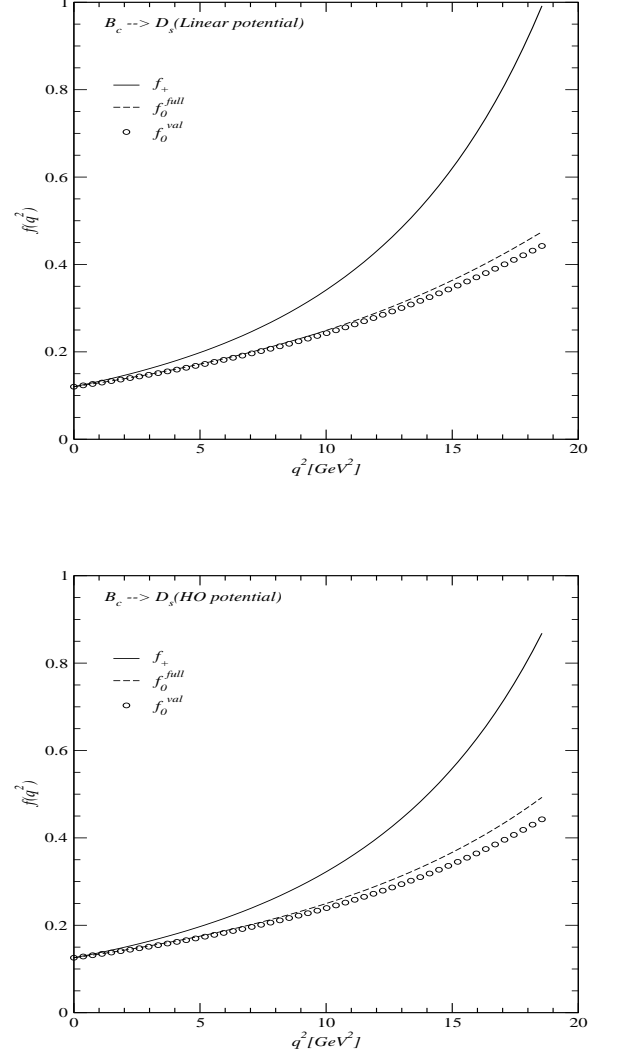 1
B_c --> D_s(Linear potential)
0.8
f_+
f_0^full
f_0^val
0.6
f(q^2)
0.4
0.2
0
0 5 10 15 20
q^2[GeV^2]
1
B_c --> D_s(HO potential)
0.8
f_+
f_0^full
f_0^val
0.6
f(q^2)
0.4
0.2
0
0 5 10 15 20
q^2[GeV^2]